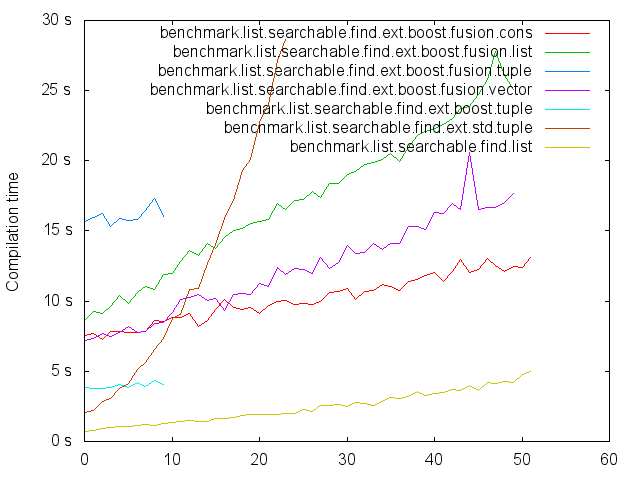 30 s
25 s
20 s
15 s
10 s
5 s
0 s
Compilation time
benchmark.list.searchable.find.ext.boost.fusion.cons
benchmark.list.searchable.find.ext.boost.fusion.list
benchmark.list.searchable.find.ext.boost.fusion.tuple
benchmark.list.searchable.find.ext.boost.fusion.vector
benchmark.list.searchable.find.ext.boost.tuple
benchmark.list.searchable.find.ext.std.tuple
benchmark.list.searchable.find.list
0 10 20 30 40 50 60